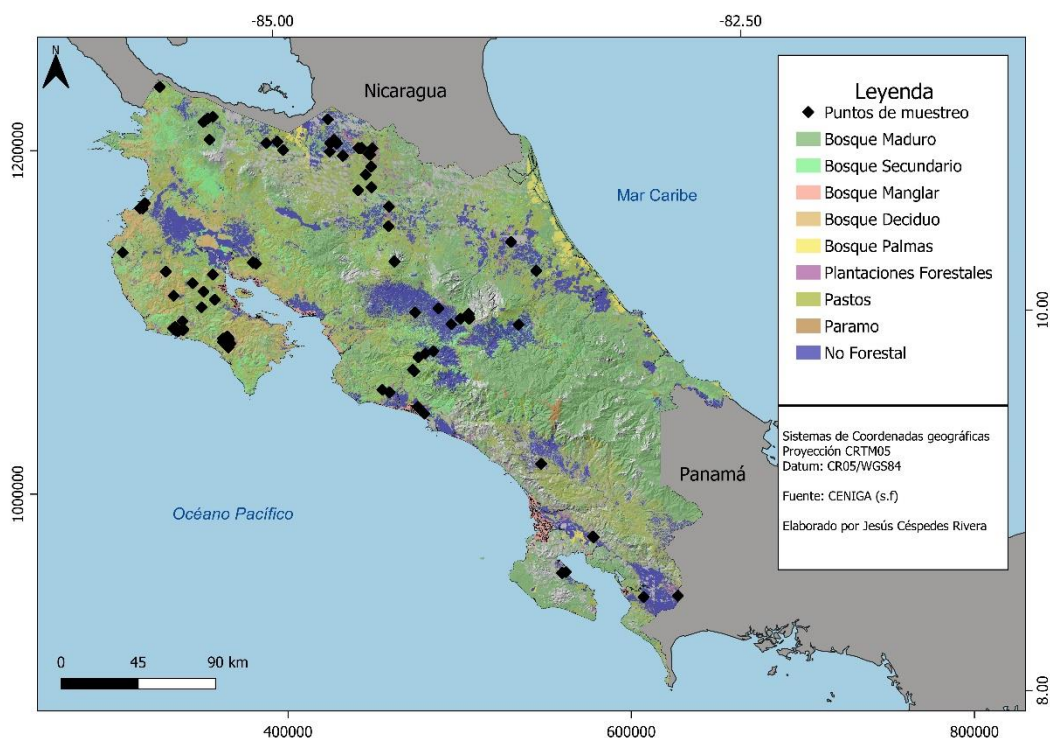 -85.00
-82.50
N
Nicaragua
Leyenda
Puntos de muestreo
Bosque Maduro
Bosque Secundario
Bosque Manglar
Bosque Deciduo
Bosque Palmas
Plantaciones Forestales
Pastos
Paramo
No Forestal
1200000
Mar Caribe
10.00
Sistemas de Coordenadas geográficas
Proyección CRTM05
Datum: CR05/WGS84
Fuente: CENIGA (s.f)
Elaborado por Jesús Céspedes Rivera
Panamá
1000000
Océano Pacífico
0 45 90 km
8.00
400000
600000
800000